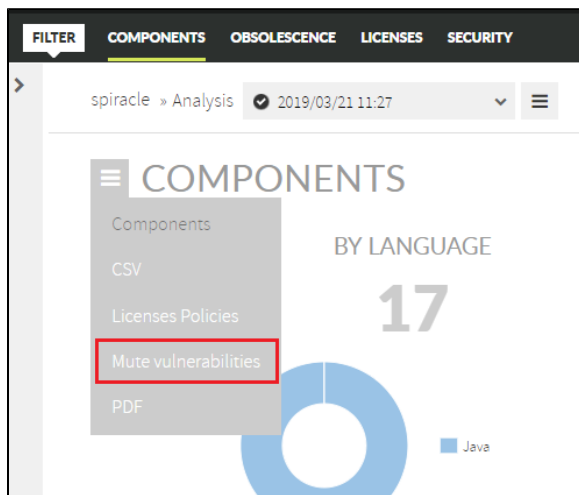 FILTER COMPONENTS OBSOLESCENCE LICENSES SECURITY
spiracle » Analysis 2019/03/21 11:27
COMPONENTS
Components
CSV
Licenses Policies
Mute vulnerabilities
PDF
BY LANGUAGE
17
Java